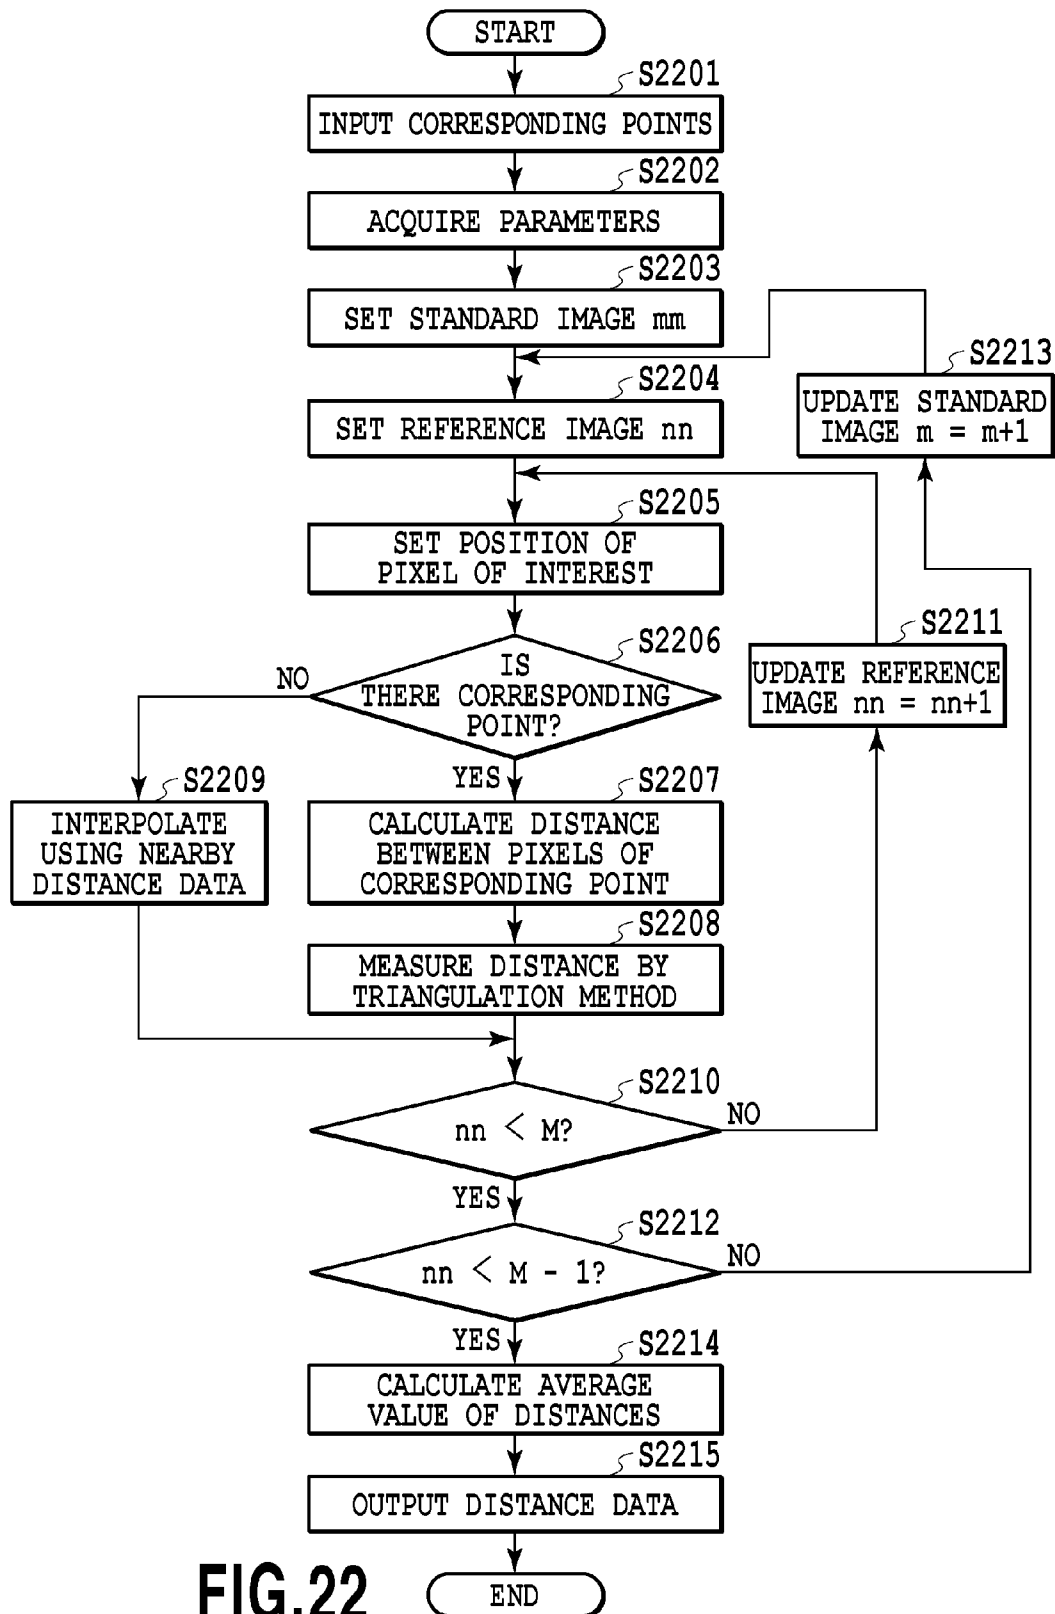 START
S2201
INPUT CORRESPONDING POINTS
S2202
ACQUIRE PARAMETERS
S2203
SET STANDARD IMAGE mm
S2213
UPDATE STANDARD
IMAGE m = m+1
S2204
SET REFERENCE IMAGE nn
S2205
SET POSITION OF
PIXEL OF INTEREST
S2211
UPDATE REFERENCE
IMAGE nn = nn+1
S2206
IS
THERE CORRESPONDING
POINT?
NO
YES
S2209
INTERPOLATE
USING NEARBY
DISTANCE DATA
S2207
CALCULATE DISTANCE
BETWEEN PIXELS OF
CORRESPONDING POINT
S2208
MEASURE DISTANCE BY
TRIANGULATION METHOD
S2210
nn < M?
NO
YES
S2212
nn < M - 1?
NO
YES
S2214
CALCULATE AVERAGE
VALUE OF DISTANCES
S2215
OUTPUT DISTANCE DATA
END
FIG.22